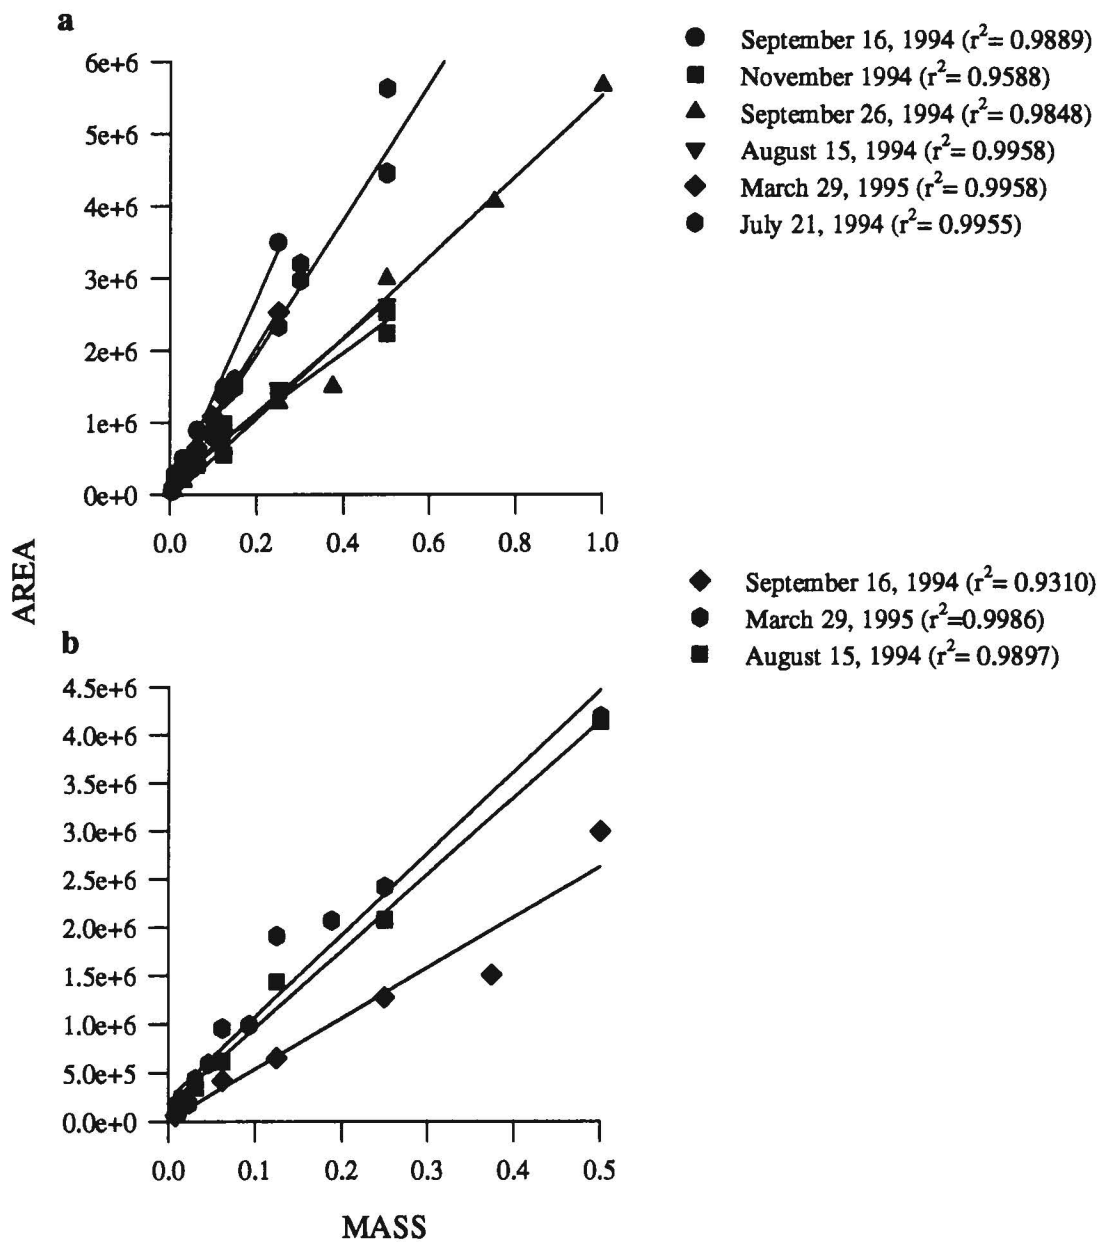 a
September 16, 1994 (r²= 0.9889)
November 1994 (r²= 0.9588)
September 26, 1994 (r²= 0.9848)
August 15, 1994 (r²= 0.9958)
March 29, 1995 (r²= 0.9958)
July 21, 1994 (r²= 0.9955)
6e+6
5e+6
4e+6
3e+6
2e+6
1e+6
0e+0
0.0 0.2 0.4 0.6 0.8 1.0
AREA
September 16, 1994 (r²= 0.9310)
March 29, 1995 (r²=0.9986)
August 15, 1994 (r²= 0.9897)
b
4.5e+6
4.0e+6
3.5e+6
3.0e+6
2.5e+6
2.0e+6
1.5e+6
1.0e+6
5.0e+5
0.0e+0
0.0 0.1 0.2 0.3 0.4 0.5
MASS